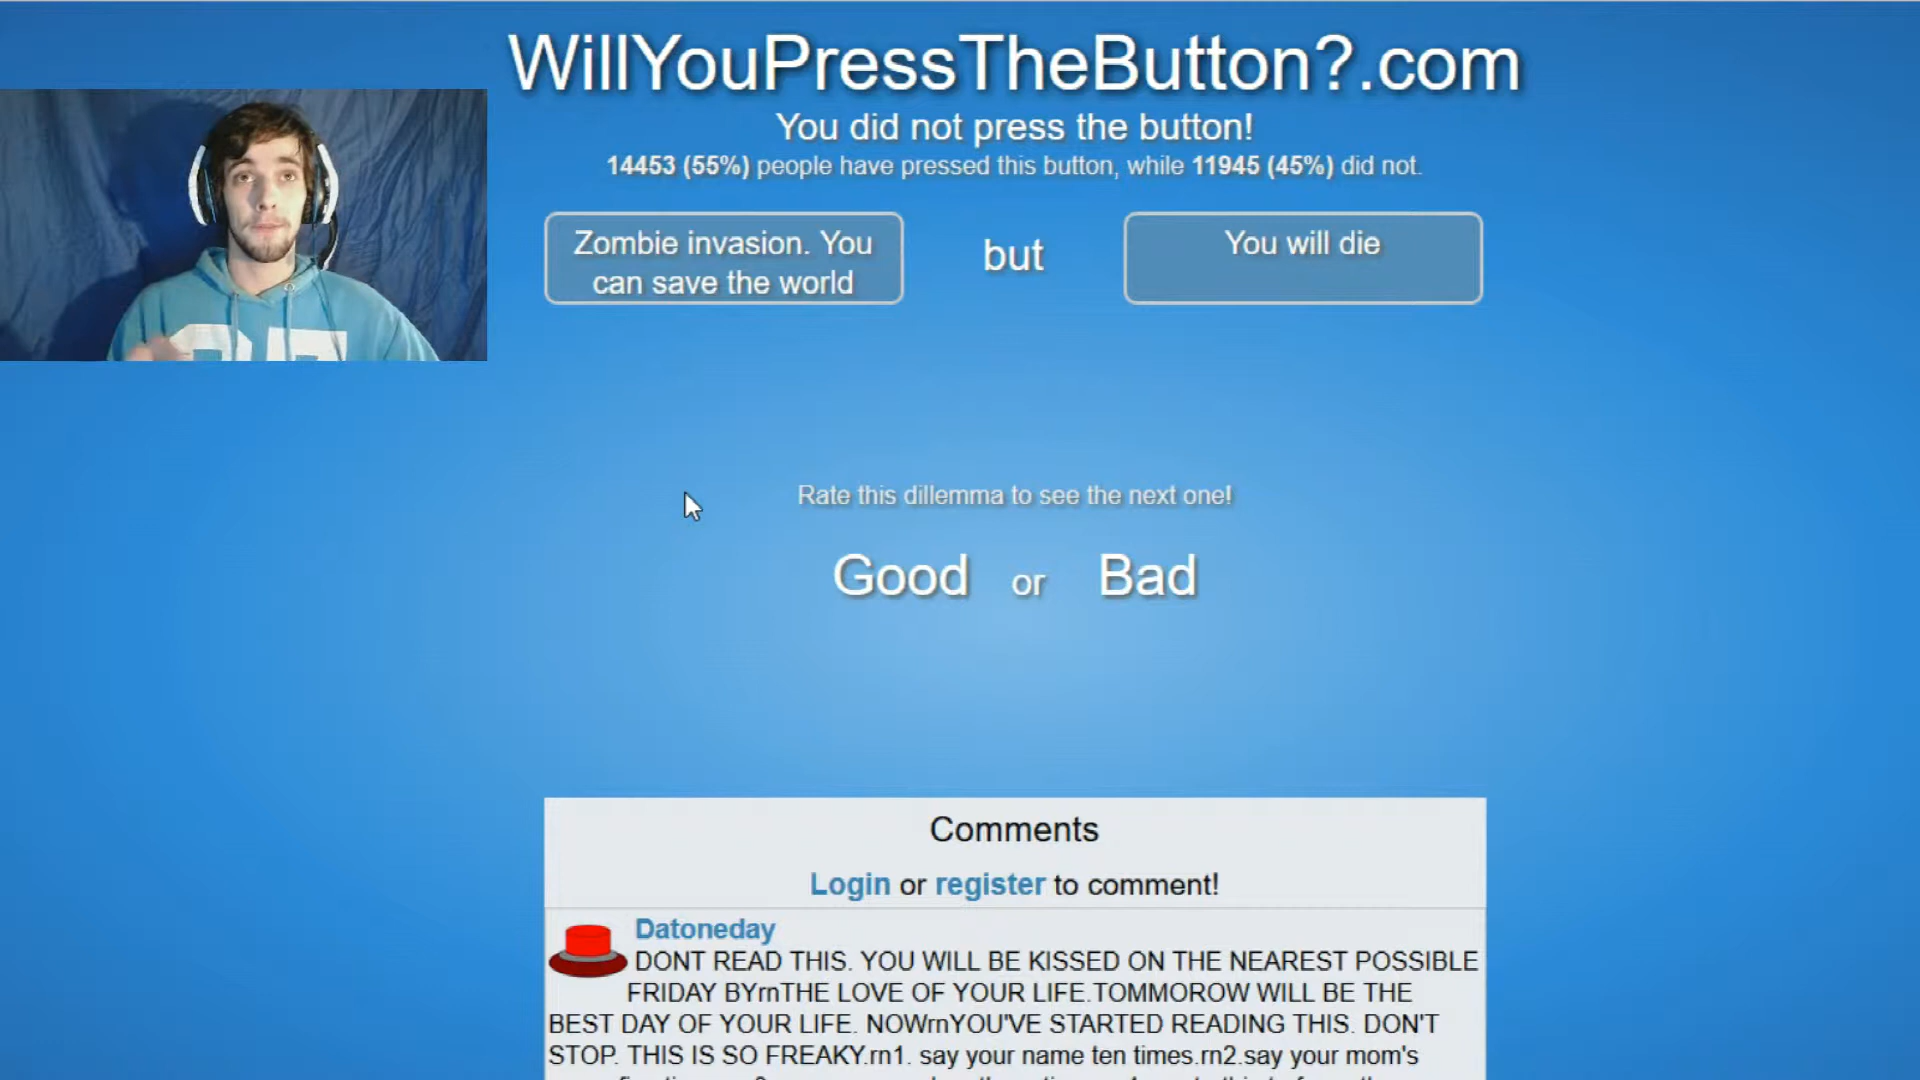 WillYouPressTheButton?.com
You did not press the button!
14453 (55%) people have pressed this button, while 11945 (45%) did not.
Zombie invasion. You
can save the world
but
You will die
Rate this dillemma to see the next one!
Good or Bad
Comments
Login or register to comment!
Datoneday
DONT READ THIS. YOU WILL BE KISSED ON THE NEAREST POSSIBLE
FRIDAY BYrnTHE LOVE OF YOUR LIFE.TOMMOROW WILL BE THE
BEST DAY OF YOUR LIFE. NOWrnYOU'VE STARTED READING THIS. DON'T
STOP. THIS IS SO FREAKY.rn1. say your name ten times.rn2.say your mom's